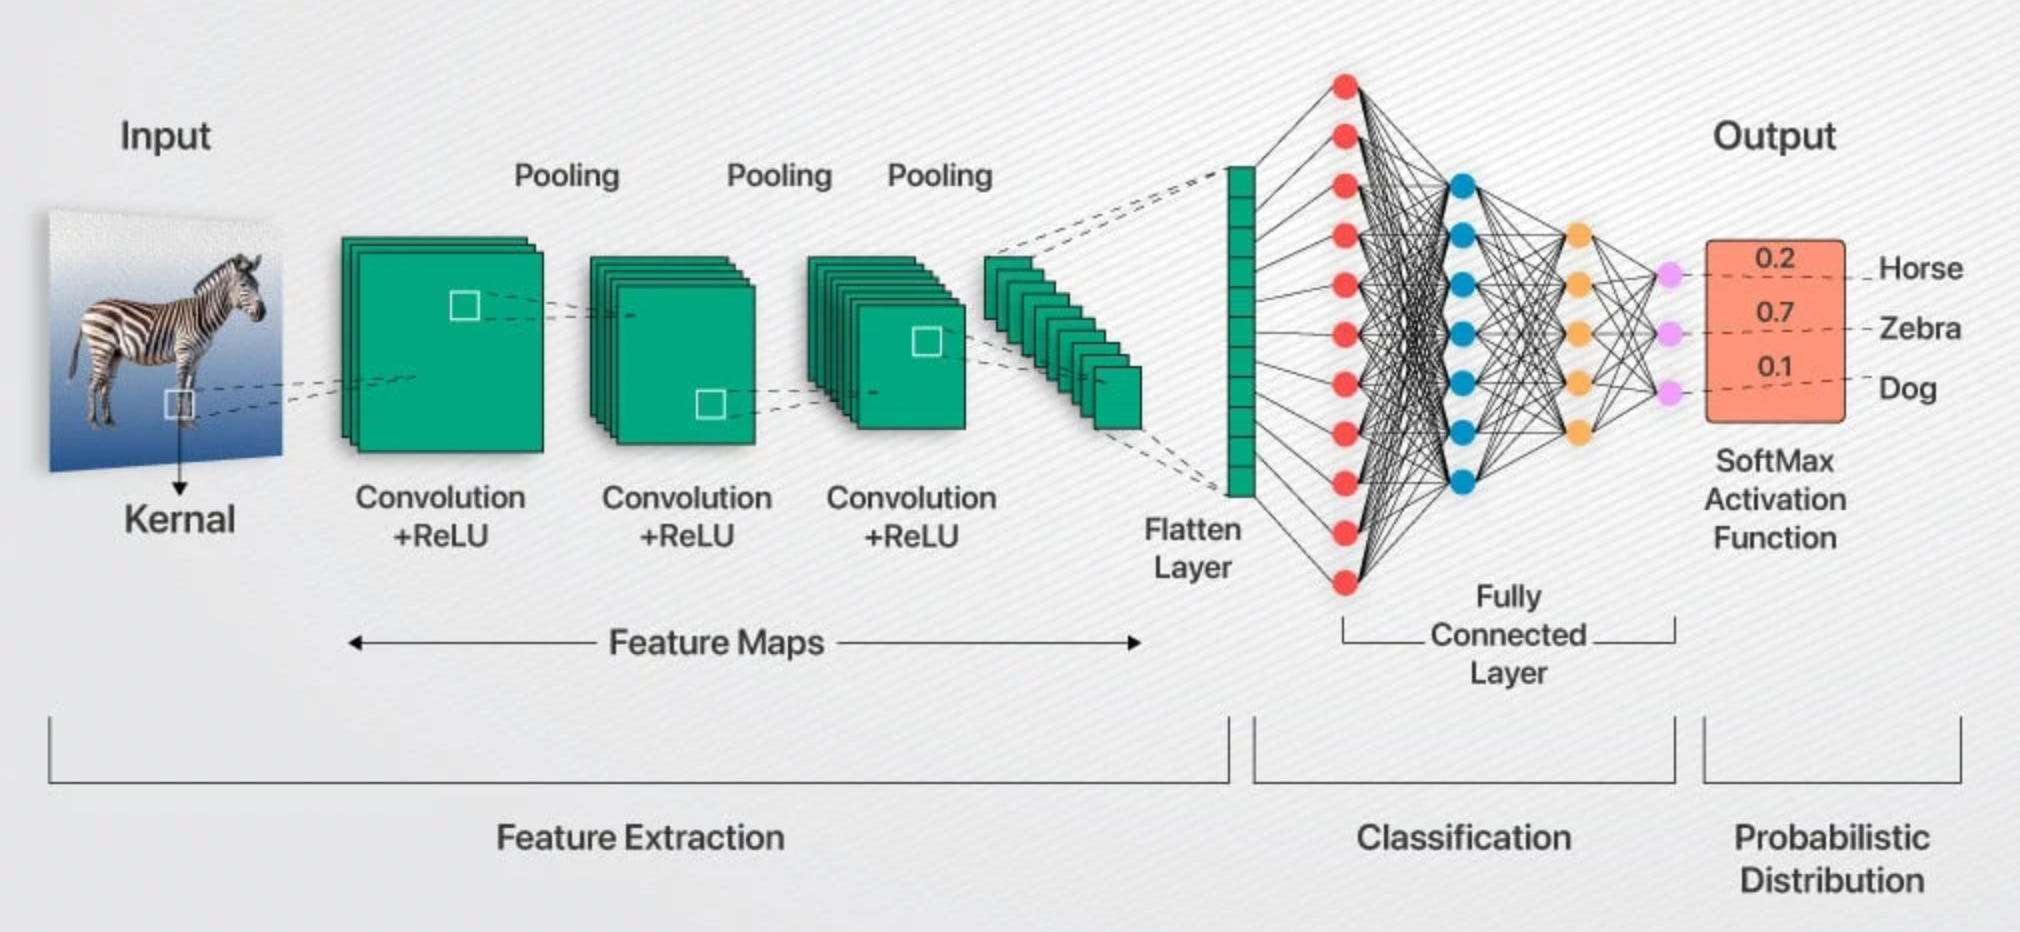 Input
Output
Pooling
Pooling
Pooling
0.2
Horse
0.7
Zebra
0.1
Dog
Kernal
Convolution
+ReLU
Convolution
+ReLU
Convolution
+ReLU
Flatten
Layer
SoftMax
Activation
Function
Fully
Connected
Layer
Feature Maps
Feature Extraction
Classification
Probabilistic
Distribution